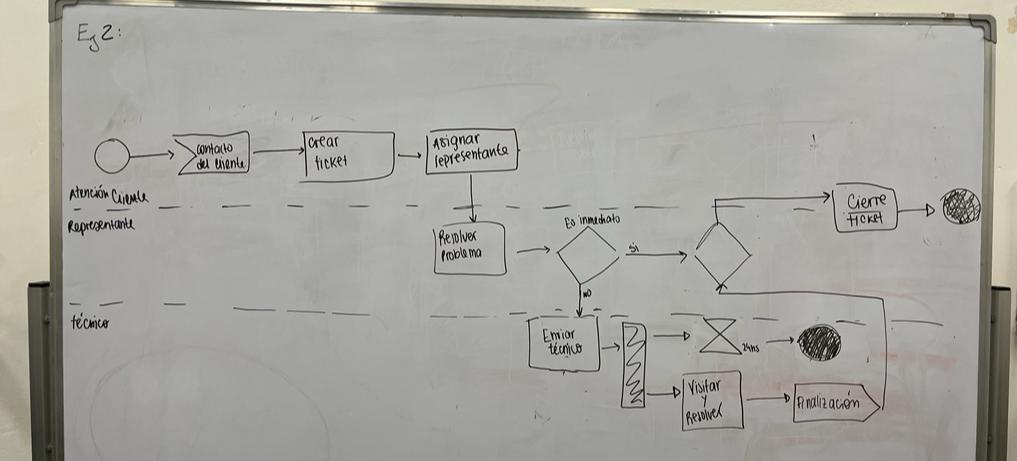 Ej 2:
contacto
del cliente
crear
ticket
Asignar
representante
Atención Cliente
Representante
Resolver
Problema
Es inmediato
si
NO
Cierre
ticket
técnico
Enviar
técnico
24hs
Visitar
y
Resolver
Finalización